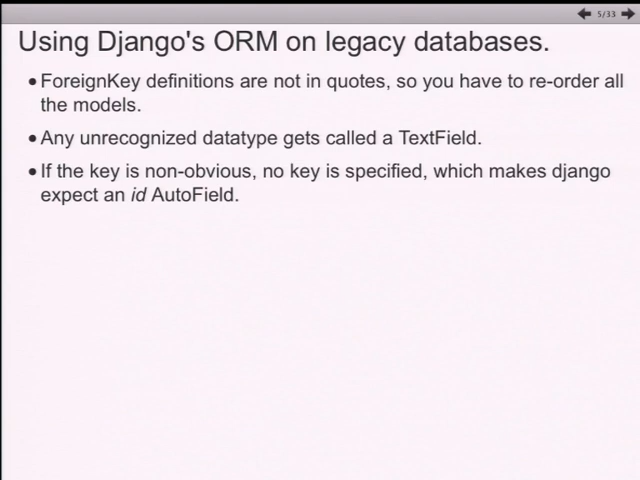 5/33
Using Django's ORM on legacy databases.
•ForeignKey definitions are not in quotes, so you have to re-order all
the models.
•Any unrecognized datatype gets called a TextField.
•If the key is non-obvious, no key is specified, which makes django
expect an id AutoField.